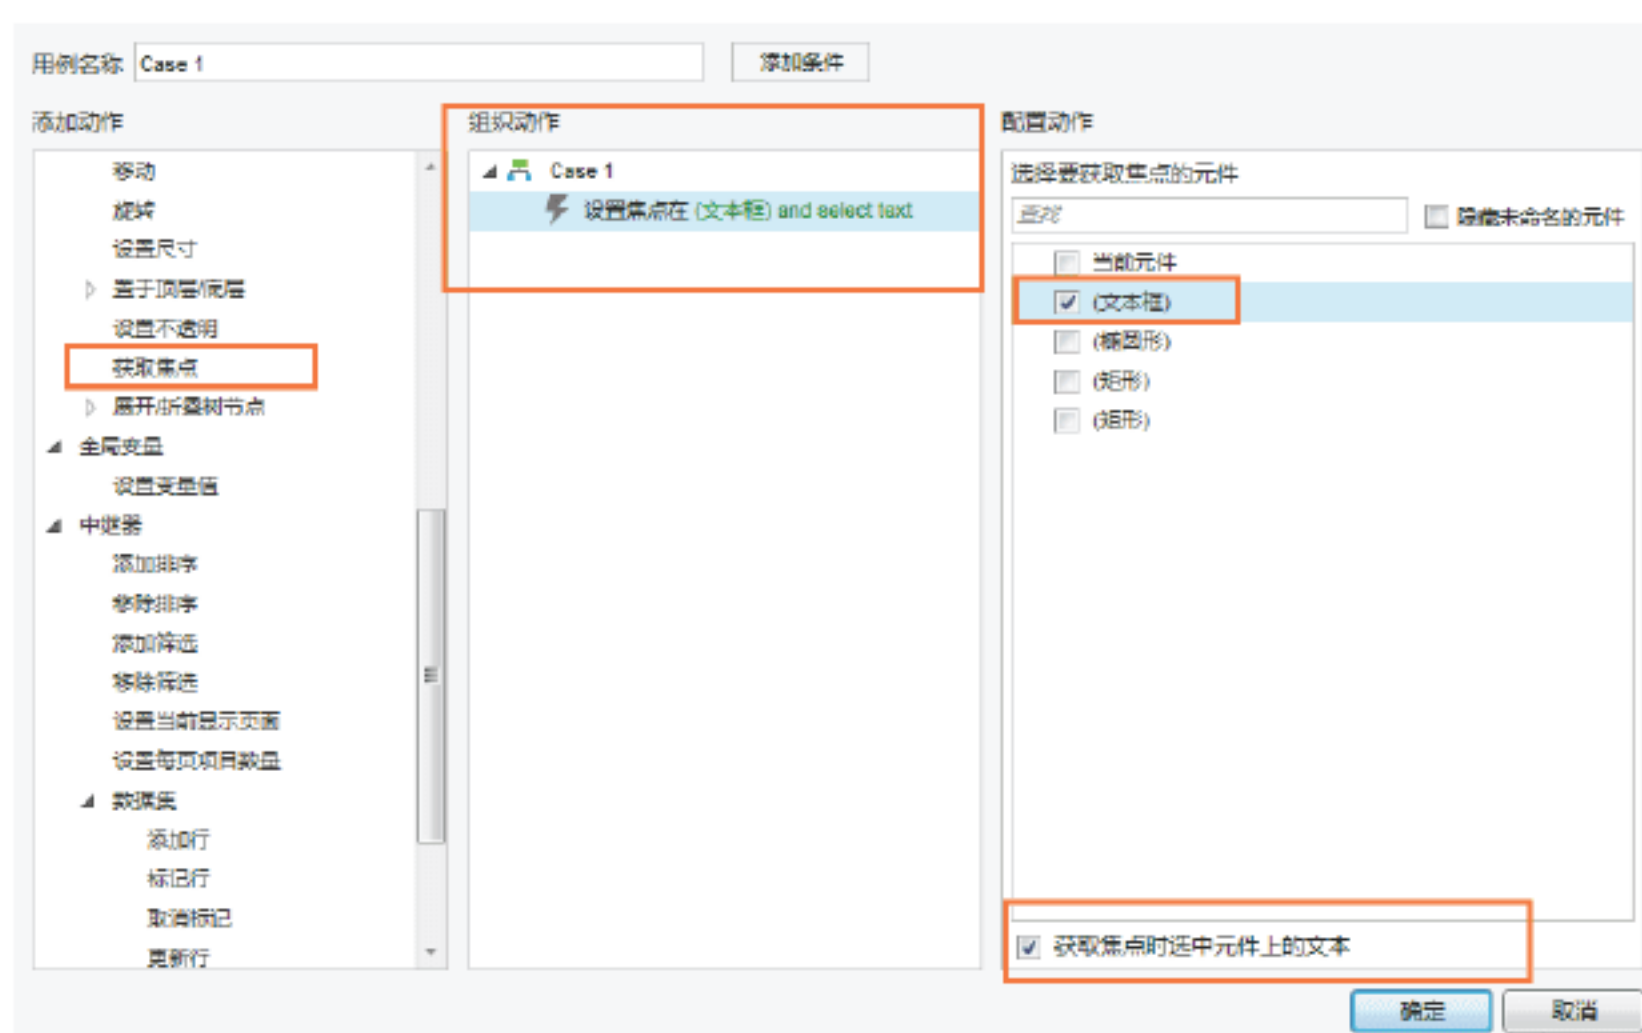 用例名称 Case 1 添加条件
添加动作
移动
旋转
设置尺寸
置于顶层/底层
设置不透明
获取焦点
展开/折叠树节点
全局变量
设置变量值
中继器
添加排序
移除排序
添加筛选
移除筛选
设置当前显示页面
设置每页项目数量
数据集
添加行
标记行
取消标记
更新行
组织动作
Case 1
设置焦点在 (文本框) and select text
配置动作
选择要获取焦点的元件
查找 隐藏未命名的元件
当前元件
(文本框)
(椭圆形)
(矩形)
(矩形)
获取焦点时选中元件上的文本
确定 取消